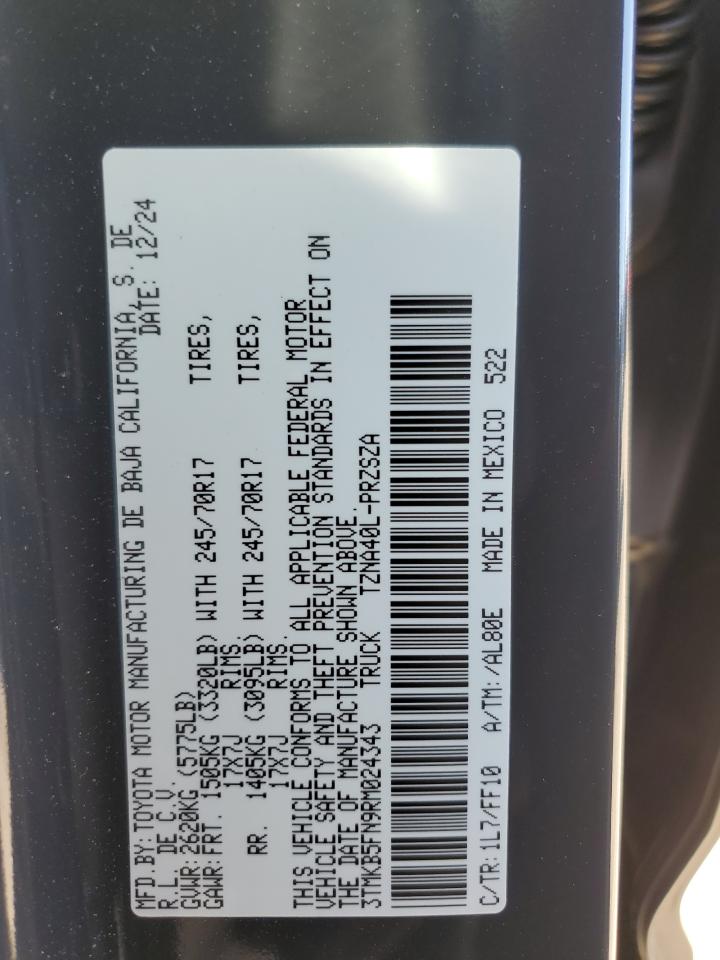 MFD.BY:TOYOTA MOTOR MANUFACTURING DE BAJA CALIFORNIA, S. DE
R.L. DE C.V. DATE: 12/24
GVWR:2620KG (5775LB)
GAWR:FRT. 1505KG (3320LB) WITH 245/70R17 TIRES,
17X7J RIMS.
RR. 1405KG (3095LB) WITH 245/70R17 TIRES,
17X7J RIMS.
THIS VEHICLE CONFORMS TO ALL APPLICABLE FEDERAL MOTOR
VEHICLE SAFETY AND THEFT PREVENTION STANDARDS IN EFFECT ON
THE DATE OF MANUFACTURE SHOWN ABOVE.
3TMKB5FN9RM024343 TRUCK TZNA40L-PRZSZA
C/TR:1L7/FF10 A/TM:/AL80E MADE IN MEXICO 522